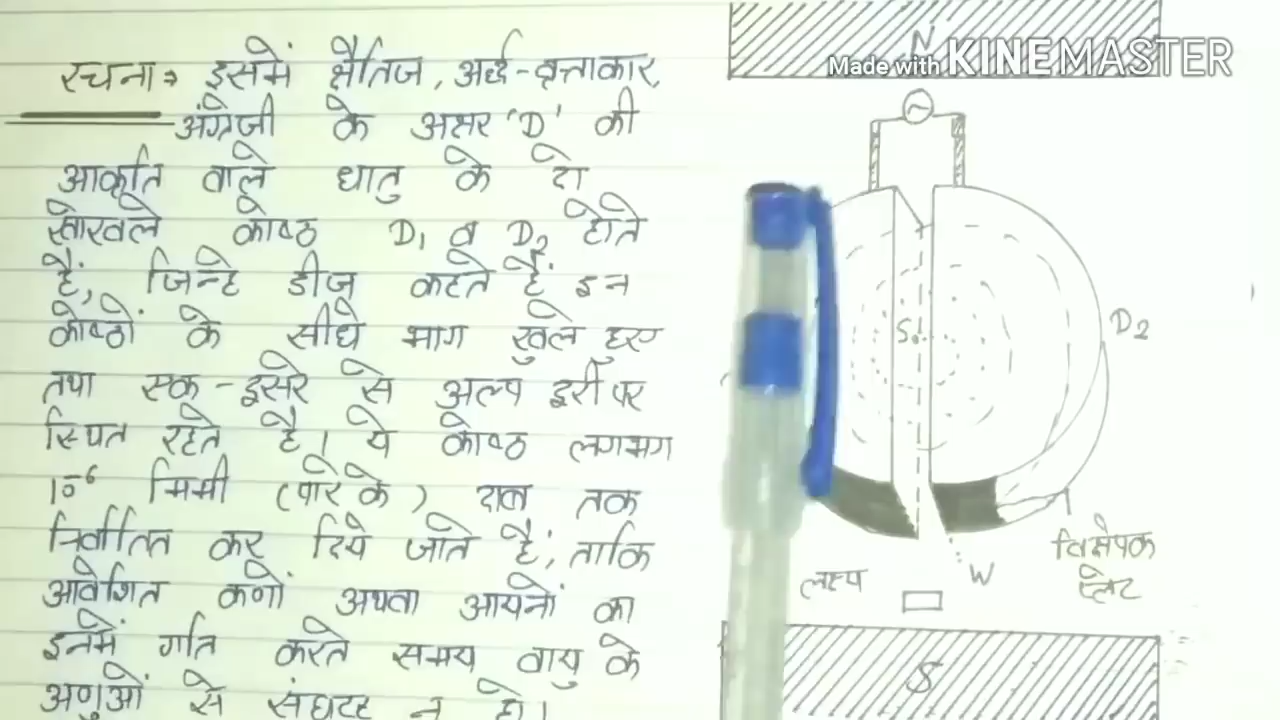 रचना⇒ इसमें क्षैतिज, अर्द्ध-वृत्ताकार,
अंग्रेजी के अक्षर 'D' की
आकृति वाले धातु के दो
खोखले कोष्ठ D₁ व D₂ होते
हैं, जिन्हे डीज कहते हैं इन
कोष्ठों के सीधे भाग खुले हुए
तथा एक-दूसरे से अल्प दूरी पर
स्थित रहते है। ये कोष्ठ लगभग
10⁻⁶ मिमी (पारे के) दाब तक
निर्वातित कर दिये जाते है, ताकि
आवेशित कणों अथवा आयनों का
इनमें गति करते समय वायु के
अणुओं से संघटट न हो।
N
Made with KINEMASTER
~
S
D₂
विक्षेपक
प्लेट
W
लक्ष्य
S